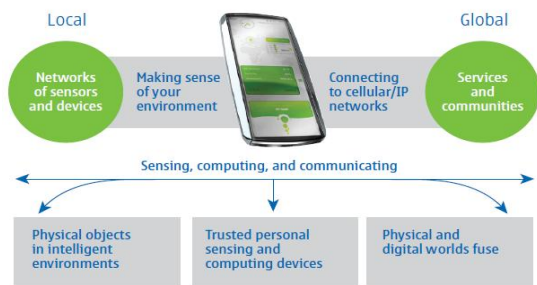 Local
Global
Networks
of sensors
and devices
Making sense
of your
environment
Connecting
to cellular/IP
networks
Services
and
communities
Sensing, computing, and communicating
Physical objects
in intelligent
environments
Trusted personal
sensing and
computing devices
Physical and
digital worlds fuse